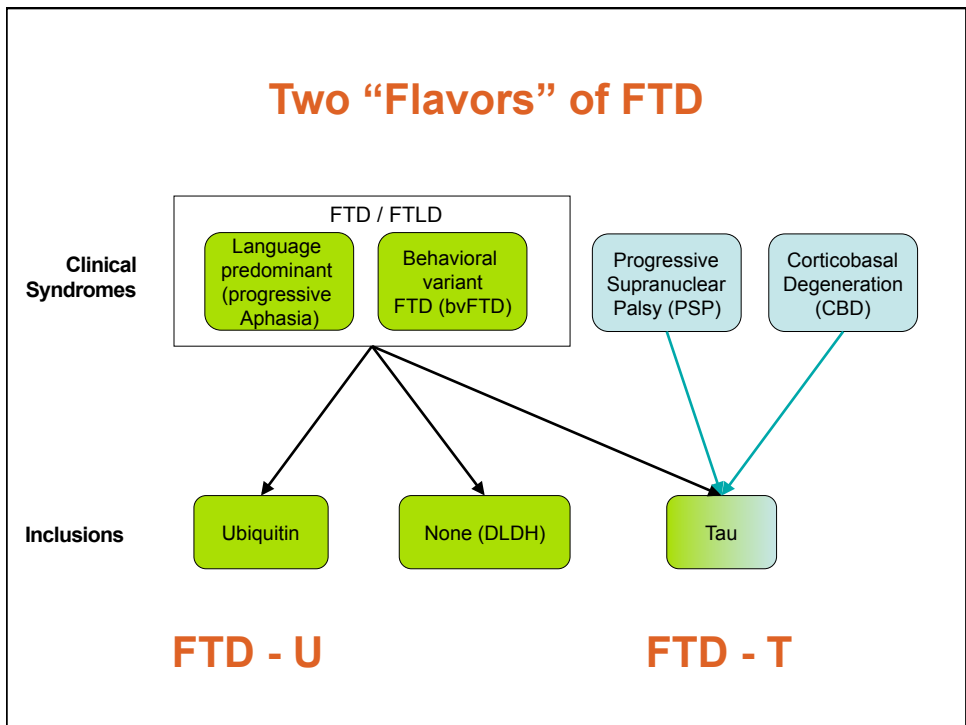 Two “Flavors” of FTD
FTD / FTLD
Clinical
Syndromes
Language
predominant
(progressive
Aphasia)
Behavioral
variant
FTD (bvFTD)
Progressive
Supranuclear
Palsy (PSP)
Corticobasal
Degeneration
(CBD)
Inclusions
Ubiquitin
None (DLDH)
Tau
FTD - U
FTD - T